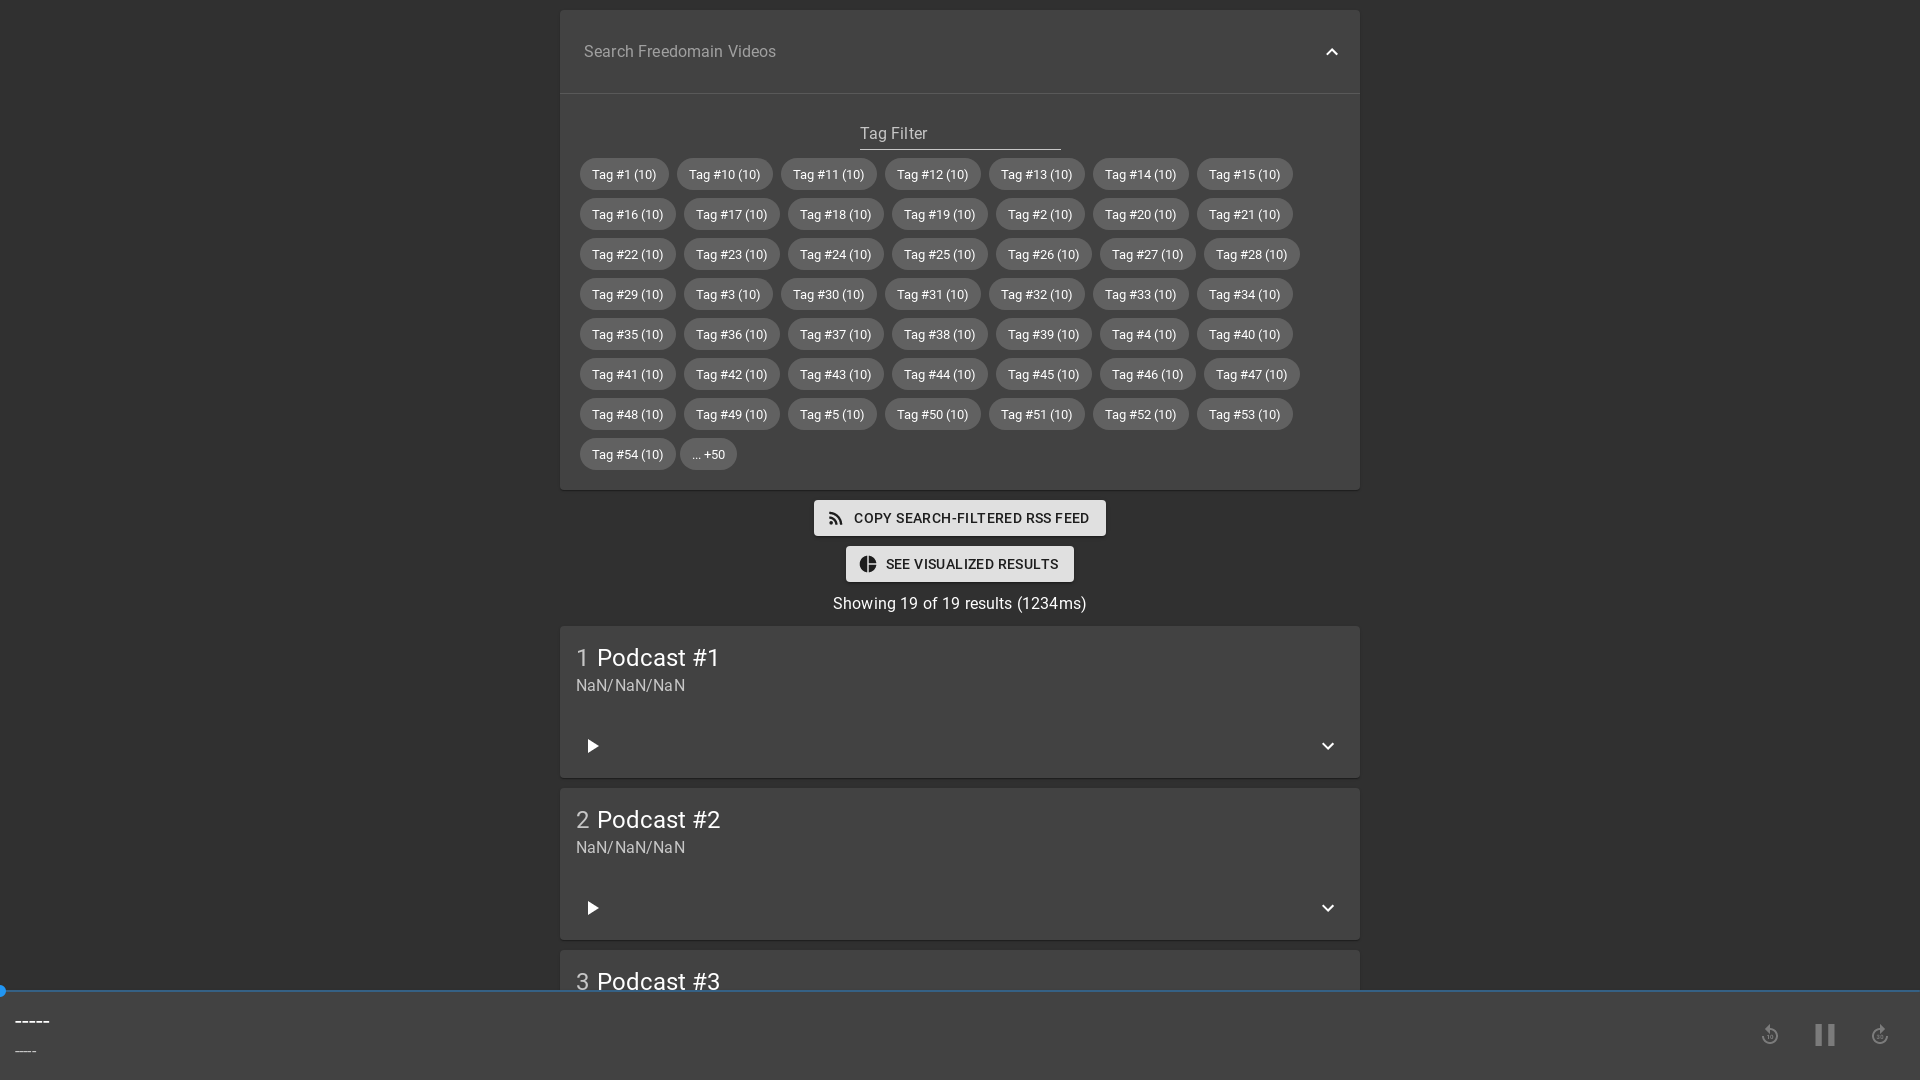 Search Freedomain Videos
Tag Filter
Tag #1 (10) Tag #10 (10) Tag #11 (10) Tag #12 (10) Tag #13 (10) Tag #14 (10) Tag #15 (10)
Tag #16 (10) Tag #17 (10) Tag #18 (10) Tag #19 (10) Tag #2 (10) Tag #20 (10) Tag #21 (10)
Tag #22 (10) Tag #23 (10) Tag #24 (10) Tag #25 (10) Tag #26 (10) Tag #27 (10) Tag #28 (10)
Tag #29 (10) Tag #3 (10) Tag #30 (10) Tag #31 (10) Tag #32 (10) Tag #33 (10) Tag #34 (10)
Tag #35 (10) Tag #36 (10) Tag #37 (10) Tag #38 (10) Tag #39 (10) Tag #4 (10) Tag #40 (10)
Tag #41 (10) Tag #42 (10) Tag #43 (10) Tag #44 (10) Tag #45 (10) Tag #46 (10) Tag #47 (10)
Tag #48 (10) Tag #49 (10) Tag #5 (10) Tag #50 (10) Tag #51 (10) Tag #52 (10) Tag #53 (10)
Tag #54 (10) ... +50
COPY SEARCH-FILTERED RSS FEED
SEE VISUALIZED RESULTS
Showing 19 of 19 results (1234ms)
1 Podcast #1
NaN/NaN/NaN
2 Podcast #2
NaN/NaN/NaN
3 Podcast #3
-----
-----